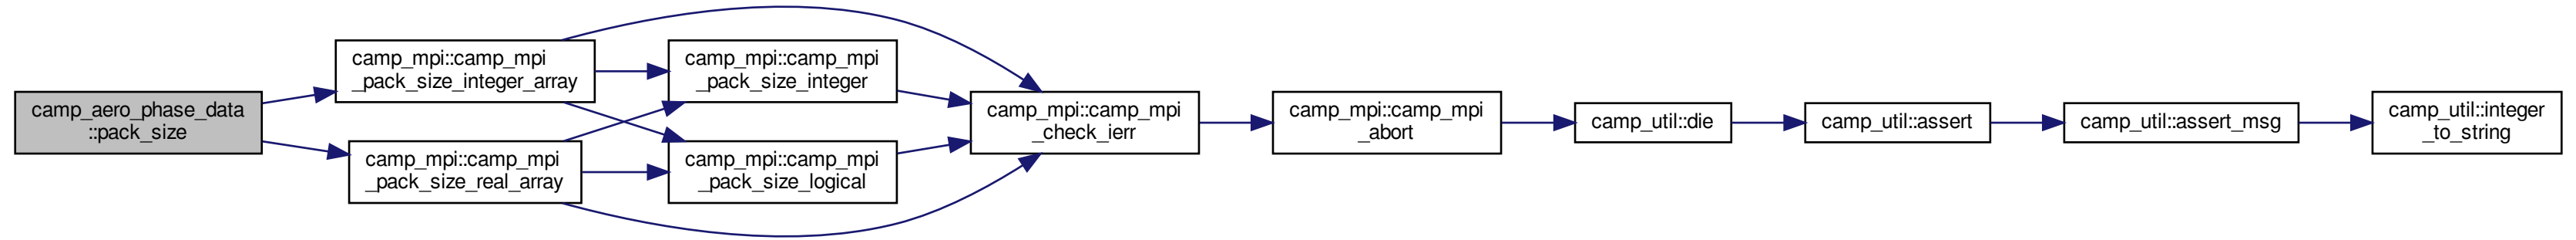 camp_aero_phase_data
::pack_size
camp_mpi::camp_mpi
_pack_size_integer_array
camp_mpi::camp_mpi
_pack_size_real_array
camp_mpi::camp_mpi
_pack_size_integer
camp_mpi::camp_mpi
_pack_size_logical
camp_mpi::camp_mpi
_check_ierr
camp_mpi::camp_mpi
_abort
camp_util::die
camp_util::assert
camp_util::assert_msg
camp_util::integer
_to_string